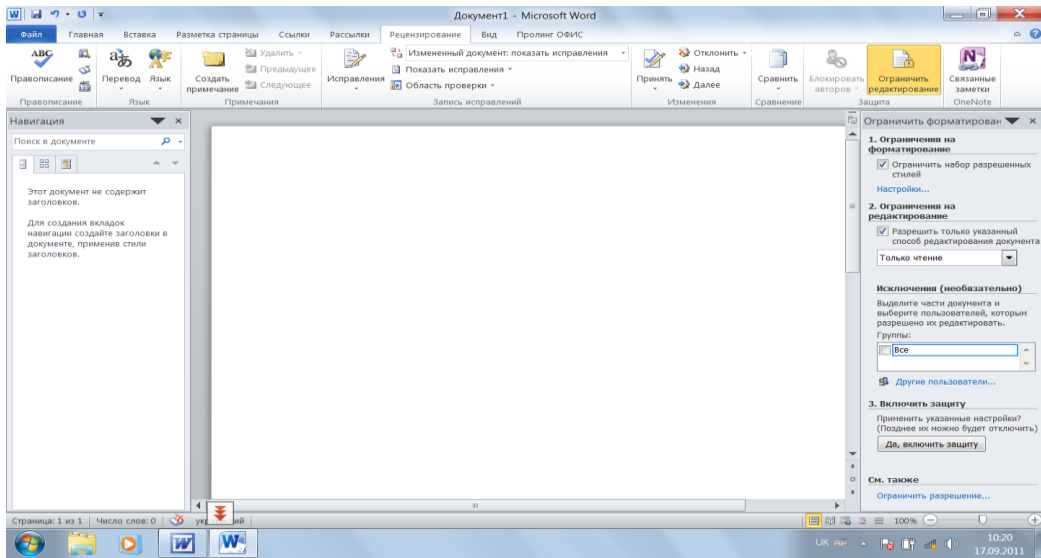 Документ1 - Microsoft Word
Файл Главная Вставка Разметка страницы Ссылки Рассылки Рецензирование Вид Пролинг ОФИС
ABC
Правописание
ABC
123
Правописание
Перевод
Язык
Язык
Создать примечание
Удалить
Предыдущее
Следующее
Примечания
Исправления
Измененный документ: показать исправления
Показать исправления
Область проверки
Запись исправлений
Принять
Отклонить
Назад
Далее
Изменения
Сравнить
Сравнение
Блокировать авторов
Ограничить редактирование
Защита
Связанные заметки
OneNote
Навигация
Поиск в документе
Этот документ не содержит
заголовков.
Для создания вкладок
навигации создайте заголовки в
документе, применив стили
заголовков.
Ограничить форматирован
1. Ограничения на
форматирование
Ограничить набор разрешенных
стилей
Настройки...
2. Ограничения на
редактирование
Разрешить только указанный
способ редактирования документа
Только чтение
Исключения (необязательно)
Выделите части документа и
выберите пользователей, которым
разрешено их редактировать.
Группы:
Все
Другие пользователи...
3. Включить защиту
Применить указанные настройки?
(Позднее их можно будет отключить)
Да, включить защиту
См. также
Ограничить разрешение...
Страница: 1 из 1 Число слов: 0 100%
UK 10:20
17.09.2011